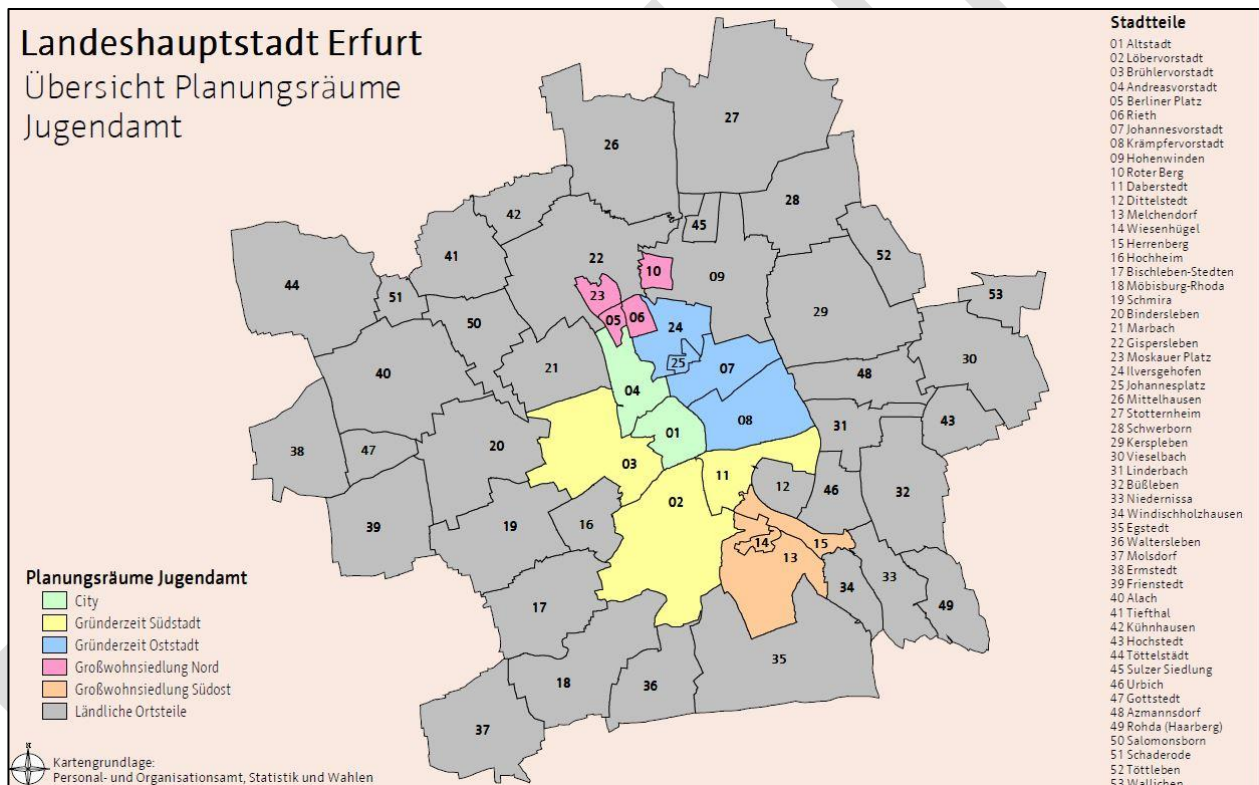 Landeshauptstadt Erfurt
Übersicht Planungsräume
Jugendamt
Stadtteile
01 Altstadt
02 Löbervorstadt
03 Brühlervorstadt
04 Andreasvorstadt
05 Berliner Platz
06 Rieth
07 Johannesvorstadt
08 Krämpfervorstadt
09 Hohenwinden
10 Roter Berg
11 Daberstedt
12 Dittelstedt
13 Melchendorf
14 Wiesenhügel
15 Herrenberg
16 Hochheim
17 Bischleben-Stedten
18 Möbisburg-Rhoda
19 Schmira
20 Bindersleben
21 Marbach
22 Gispersleben
23 Moskauer Platz
24 Ilversgehofen
25 Johannesplatz
26 Mittelhausen
27 Stotternheim
28 Schwerborn
29 Kerspleben
30 Vieselbach
31 Linderbach
32 Büßleben
33 Niedernissa
34 Windischholzhausen
35 Egstedt
36 Waltersleben
37 Molsdorf
38 Ermstedt
39 Frienstedt
40 Alach
41 Tiefthal
42 Kühnhausen
43 Hochstedt
44 Töttelstädt
45 Sulzer Siedlung
46 Urbich
47 Gottstedt
48 Azmannsdorf
49 Rohda (Haarberg)
50 Salomonsborn
51 Schaderode
52 Töttleben
53 Wallichen
27
26
28
42
45
41
22
52
10
09
44
23
53
51
05
06
24
50
29
25
30
21
07
40
48
04
08
43
01
31
20
38
47
03
11
12
46
32
02
39
19
16
14
15
13
34
33
49
17
35
18
36
37
Planungsräume Jugendamt
City
Gründerzeit Südstadt
Gründerzeit Oststadt
Großwohnsiedlung Nord
Großwohnsiedlung Südost
Ländliche Ortsteile
N
Kartengrundlage:
Personal- und Organisationsamt, Statistik und Wahlen